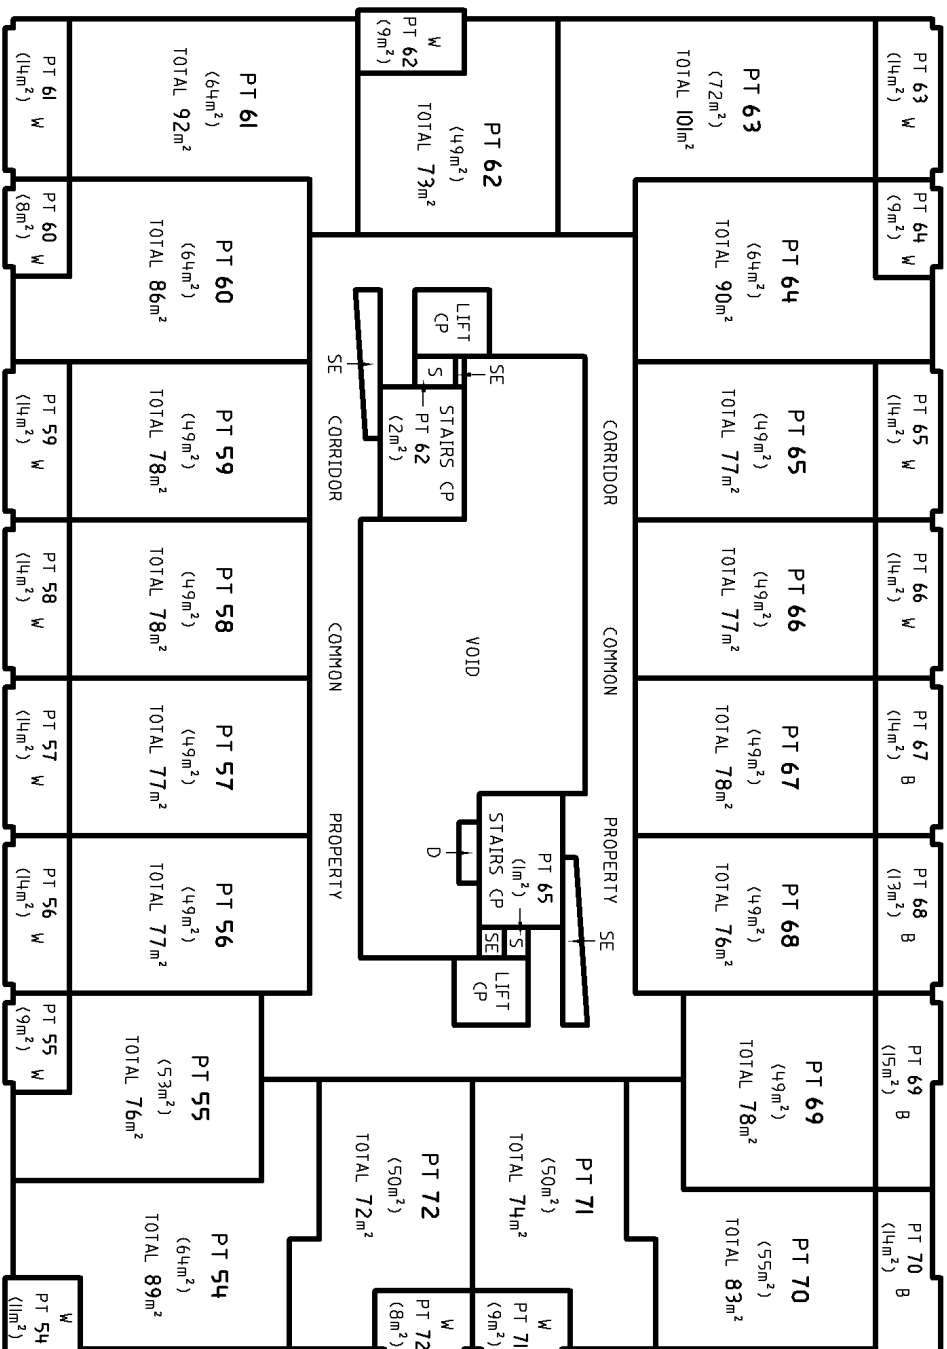 PT 63
(14m²) W
PT 64
(9m²) W
PT 65
(14m²) W
PT 66
(14m²) W
PT 67
(14m²) B
PT 68
(13m²) B
PT 69
(15m²) B
PT 70
(14m²) B
PT 63
(72m²)
TOTAL 101m²
PT 64
(64m²)
TOTAL 90m²
PT 65
(49m²)
TOTAL 77m²
PT 66
(49m²)
TOTAL 77m²
PT 67
(49m²)
TOTAL 78m²
PT 68
(49m²)
TOTAL 76m²
PT 69
(49m²)
TOTAL 78m²
PT 70
(55m²)
TOTAL 83m²
CORRIDOR COMMON PROPERTY
SE
PT 62
(49m²)
TOTAL 73m²
W
PT 62
(9m²)
LIFT
CP
SE
S
STAIRS CP
PT 62
(2m²)
SE
VOID
PT 65
(1m²)
STAIRS CP
D
S
SE
LIFT
CP
PT 71
(50m²)
TOTAL 74m²
W
PT 71
(9m²)
PT 72
(50m²)
TOTAL 72m²
W
PT 72
(8m²)
CORRIDOR COMMON PROPERTY
PT 61
(64m²)
TOTAL 92m²
PT 60
(64m²)
TOTAL 86m²
PT 59
(49m²)
TOTAL 78m²
PT 58
(49m²)
TOTAL 78m²
PT 57
(49m²)
TOTAL 77m²
PT 56
(49m²)
TOTAL 77m²
PT 55
(53m²)
TOTAL 76m²
PT 54
(64m²)
TOTAL 89m²
PT 61
(14m²) W
PT 60
(8m²) W
PT 59
(14m²) W
PT 58
(14m²) W
PT 57
(14m²) W
PT 56
(14m²) W
PT 55
(9m²) W
W
PT 54
(11m²)